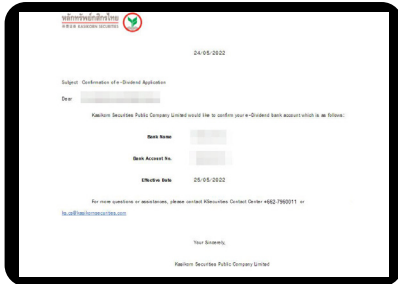 หลักทรัพย์กสิกรไทย
KASIKORN SECURITIES
24/05/2022
Subject Confirmation of e-Dividend Application
Dear
Kasikorn Securities Public Company Limited would like to confirm your e-Dividend bank account which is as follows:
Bank Name
Bank Account No.
Effective Date 25/05/2022
For more questions or assistances, please contact KSecurities Contact Center +662-7960011 or
ks.cs@kasikornsecurities.com
Your Sincerely,
Kasikorn Securities Public Company Limited